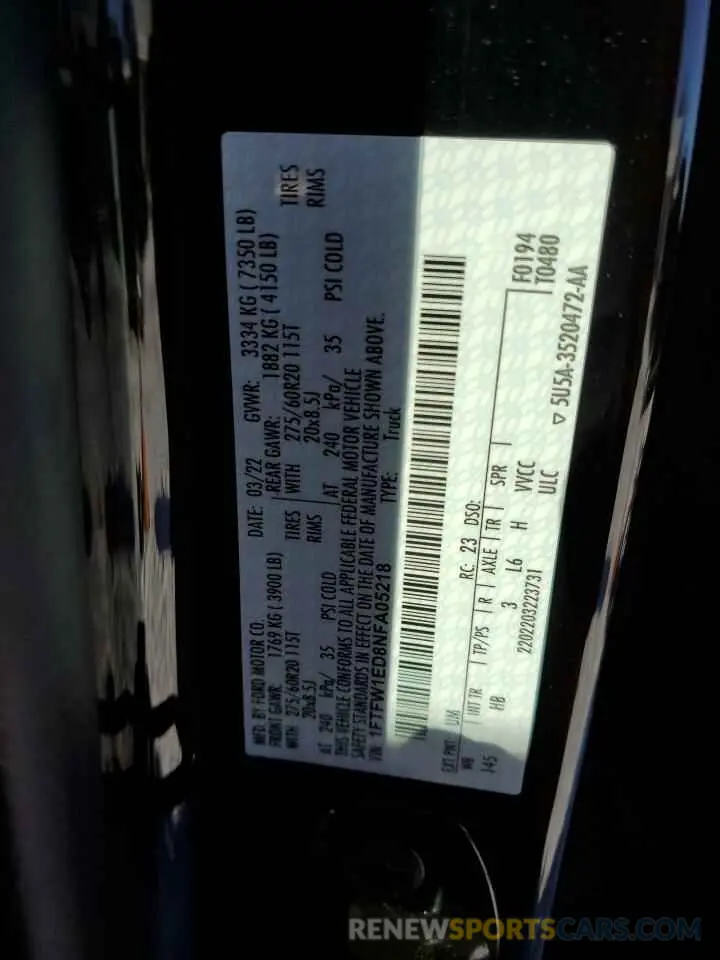 MFD. BY FORD MOTOR CO.
DATE: 03/22 GVWR: 3334 KG ( 7350 LB)
FRONT GAWR: 1769 KG ( 3900 LB) REAR GAWR: 1882 KG ( 4150 LB)
WITH 275/60R20 115T TIRES WITH 275/60R20 115T TIRES
20x8.5J RIMS 20x8.5J RIMS
AT 240 kPa/ 35 PSI COLD AT 240 kPa/ 35 PSI COLD
THIS VEHICLE CONFORMS TO ALL APPLICABLE FEDERAL MOTOR VEHICLE
SAFETY STANDARDS IN EFFECT ON THE DATE OF MANUFACTURE SHOWN ABOVE.
VIN: 1FTFW1ED8NFA05218 TYPE: Truck
EXT PNT: UM RC: 23 DSO: F0194
WB INT TR TP/PS R AXLE TR SPR T0480
145 HB 3 L6 H VVCC
2202203223731 ULC
▽ 5U5A-3520472-AA
RENEWSPORTSCARS.COM